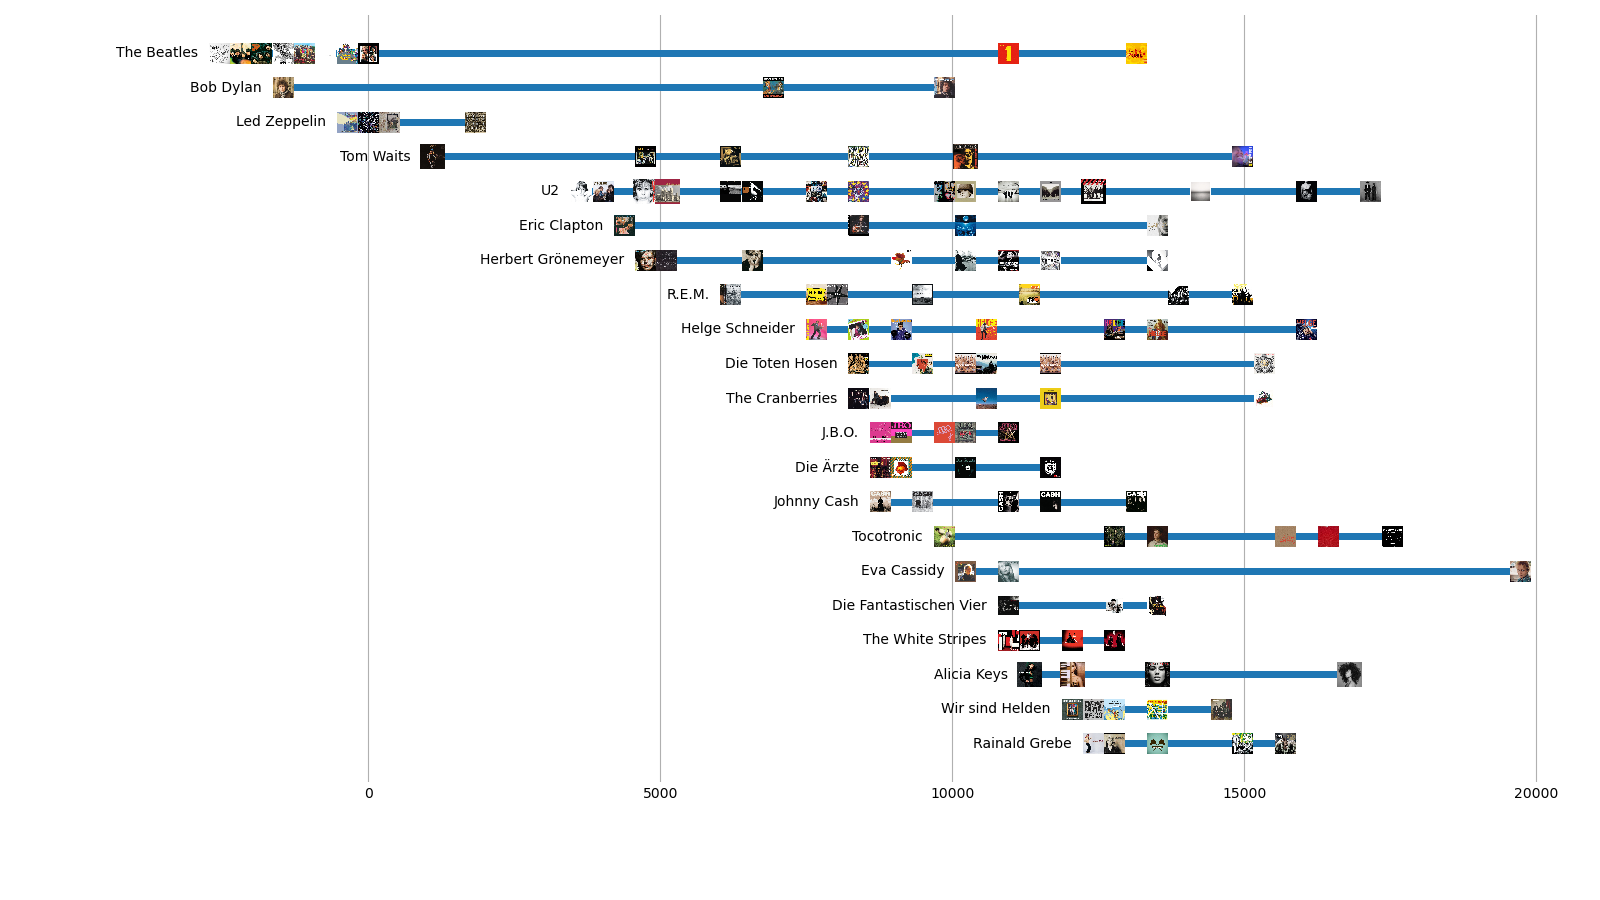 The Beatles
Bob Dylan
Led Zeppelin
Tom Waits
U2
Eric Clapton
Herbert Grönemeyer
R.E.M.
Helge Schneider
Die Toten Hosen
The Cranberries
J.B.O.
Die Ärzte
Johnny Cash
Tocotronic
Eva Cassidy
Die Fantastischen Vier
The White Stripes
Alicia Keys
Wir sind Helden
Rainald Grebe
0 5000 10000 15000 20000